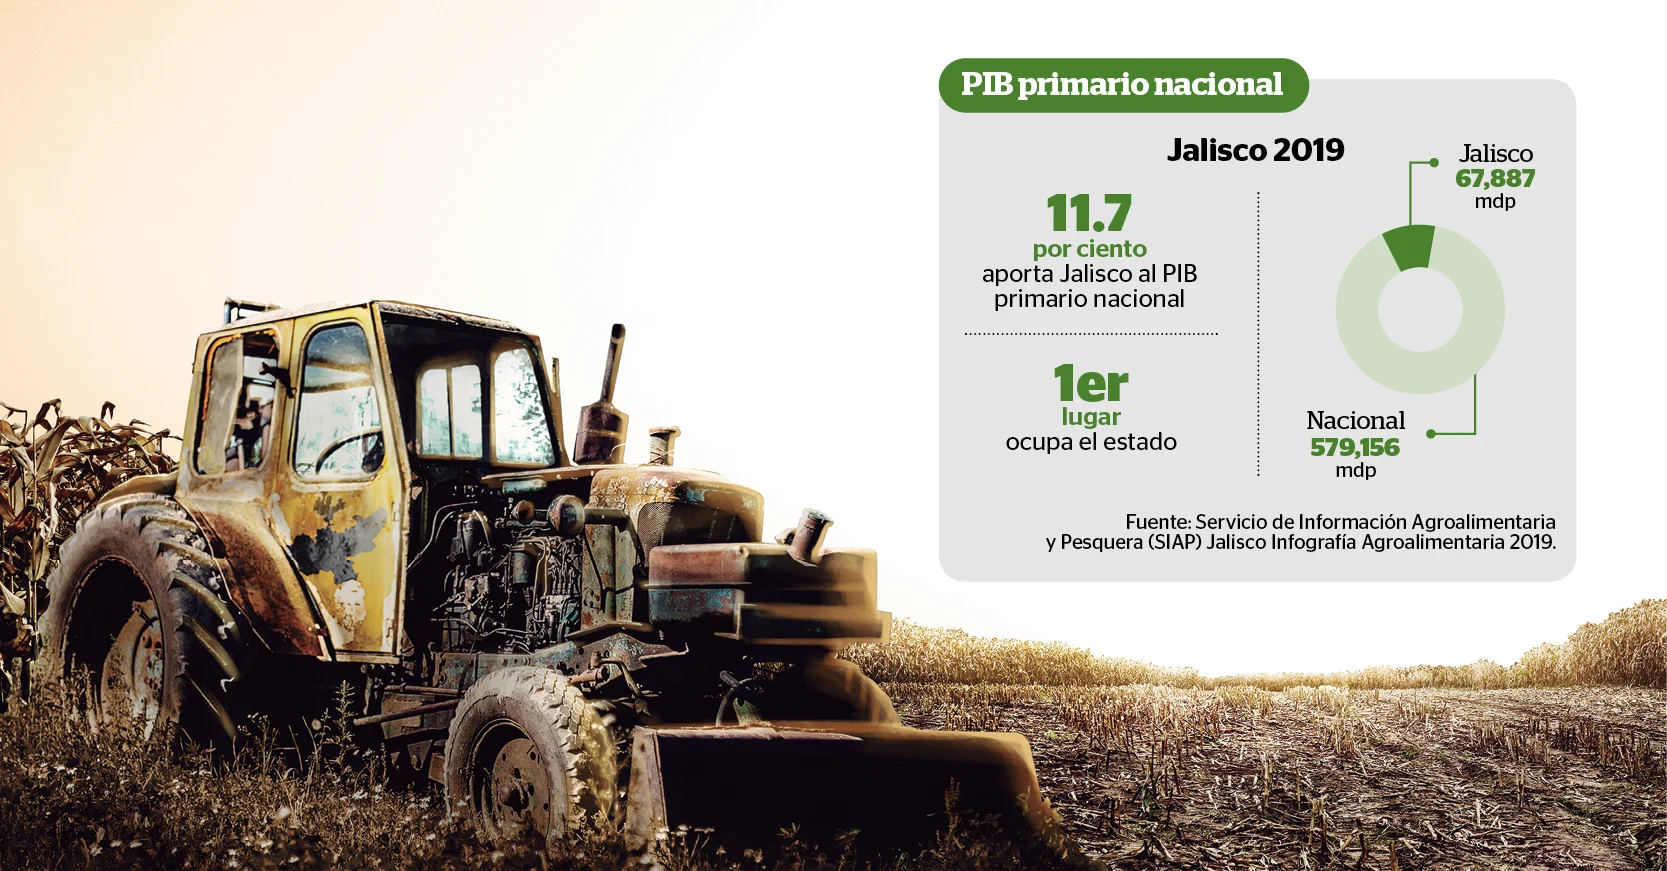 PIB primario nacional
Jalisco 2019
11.7
por ciento
aporta Jalisco al PIB
primario nacional
1er
lugar
ocupa el estado
Jalisco
67,887
mdp
Nacional
579,156
mdp
Fuente: Servicio de Información Agroalimentaria
y Pesquera (SIAP) Jalisco Infografía Agroalimentaria 2019.